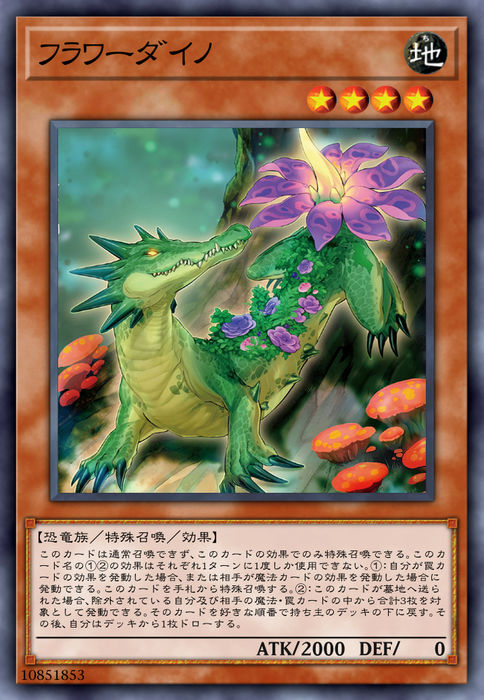 フラワーダイノ
ち
地
【恐竜族／特殊召喚／効果】
このカードは通常召喚できず、このカードの効果でのみ特殊召喚できる。このカ
ード名の①②の効果はそれぞれ1ターンに1度しか使用できない。①：自分が罠
カードの効果を発動した場合、または相手が魔法カードの効果を発動した場合に
発動できる。このカードを手札から特殊召喚する。②：このカードが墓地へ送ら
れた場合、除外されている自分及び相手の魔法・罠カードの中から合計3枚を対
象として発動できる。そのカードを好きな順番で持ち主のデッキの下に戻す。そ
の後、自分はデッキから1枚ドローする。
ATK/2000 DEF/ 0
10851853